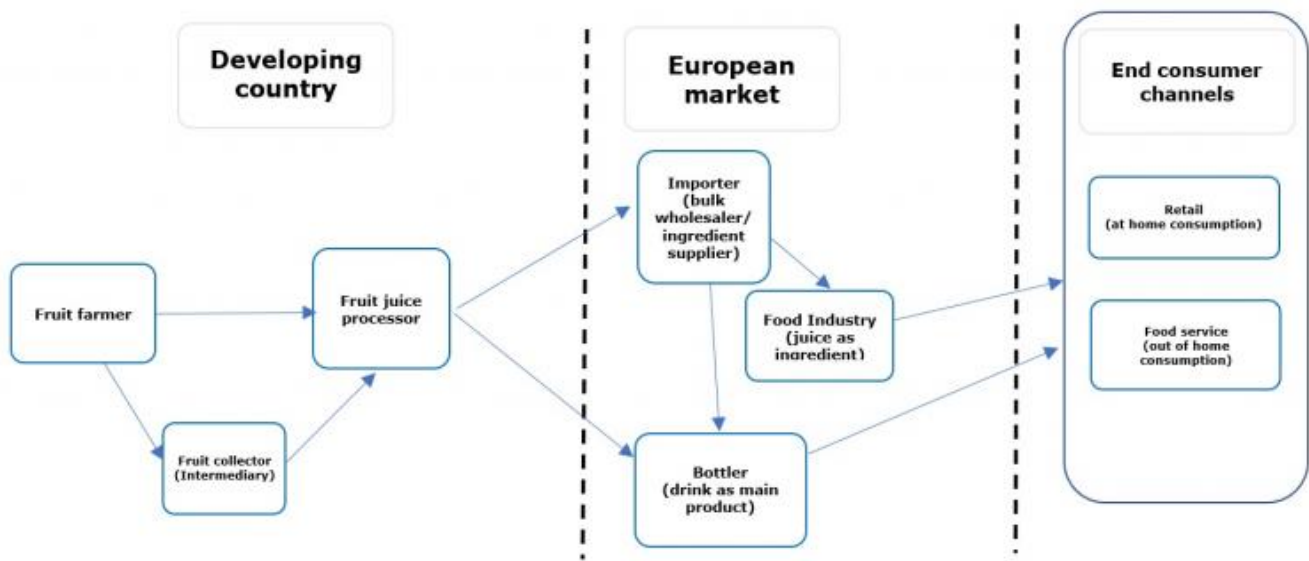 Developing
country
European
market
End consumer
channels
Fruit farmer
Fruit collector
(Intermediary)
Fruit juice
processor
Importer
(bulk
wholesaler/
ingredient
supplier)
Food Industry
(juice as
ingredient)
Bottler
(drink as main
product)
Retail
(at home consumption)
Food service
(out of home
consumption)